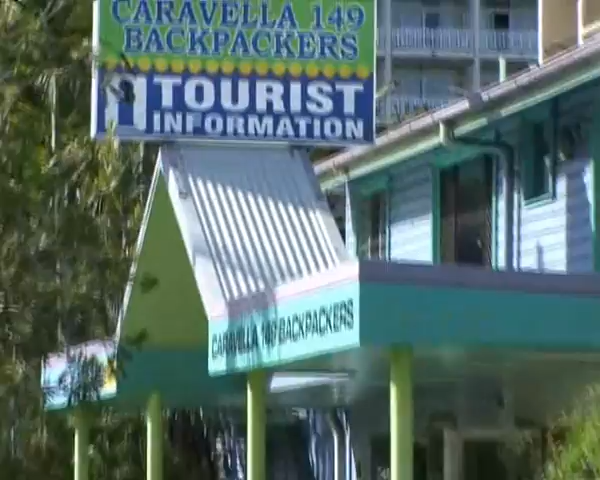 CARAVELLA 149
BACKPACKERS
TOURIST
INFORMATION
CARAVELLA 149 BACKPACKERS